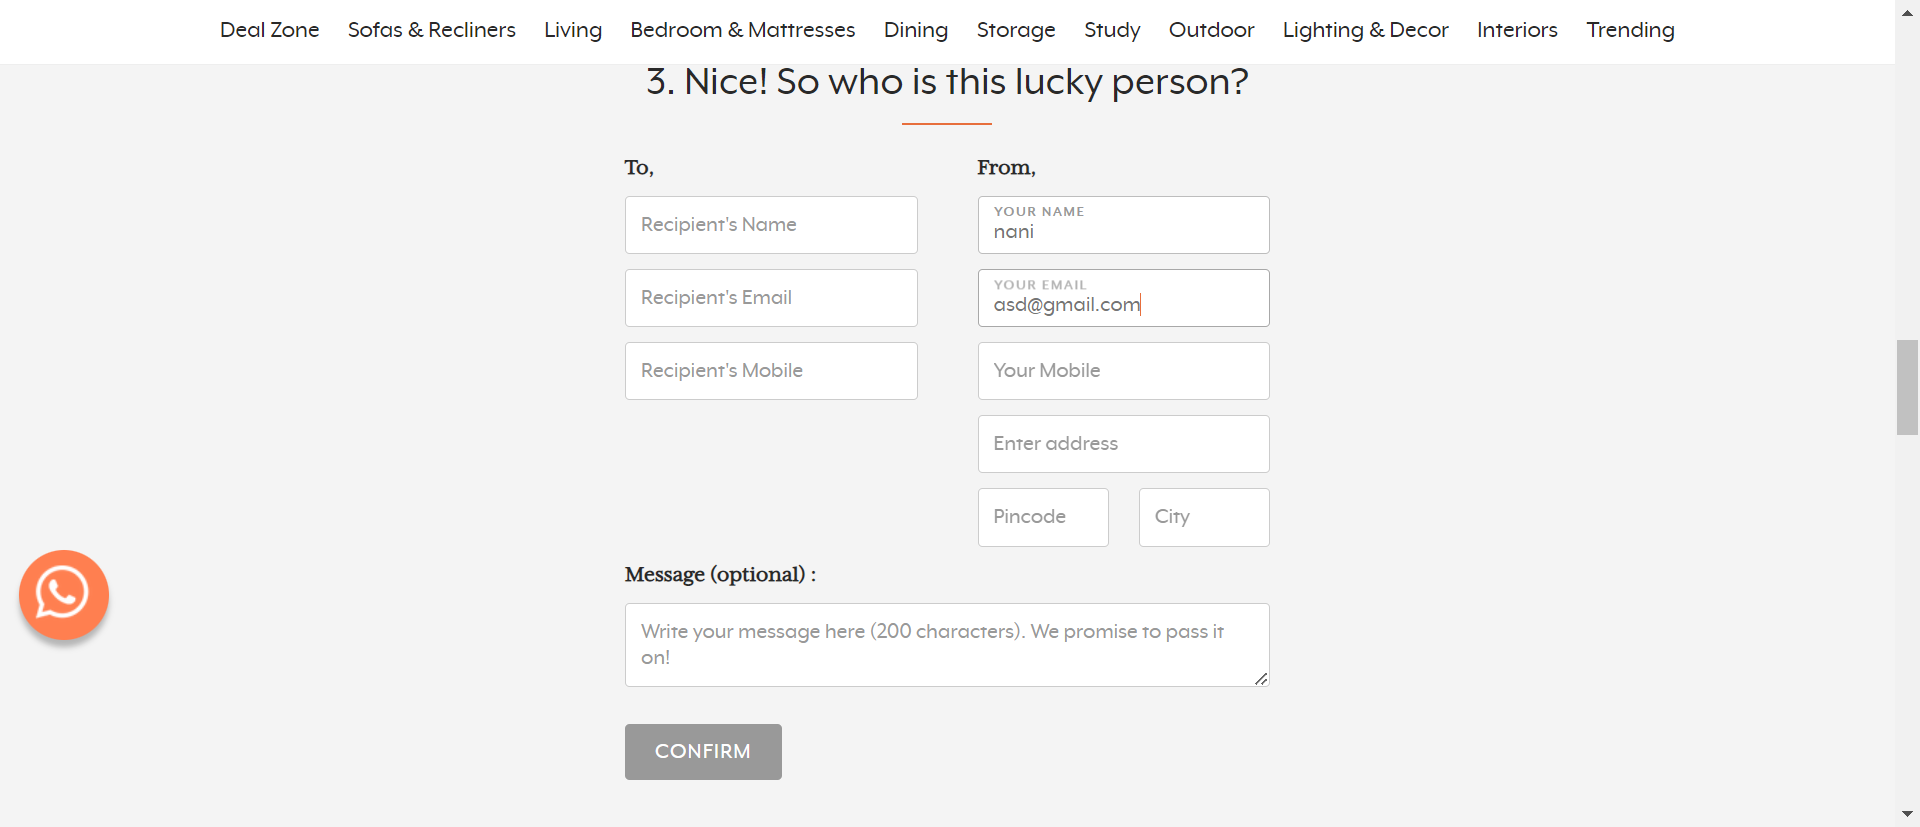 Deal Zone Sofas & Recliners Living Bedroom & Mattresses Dining Storage Study Outdoor Lighting & Decor Interiors Trending
3. Nice! So who is this lucky person?
To,
Recipient's Name
Recipient's Email
Recipient's Mobile
From,
YOUR NAME
nani
YOUR EMAIL
asd@gmail.com
Your Mobile
Enter address
Pincode City
Message (optional) :
Write your message here (200 characters). We promise to pass it
on!
CONFIRM